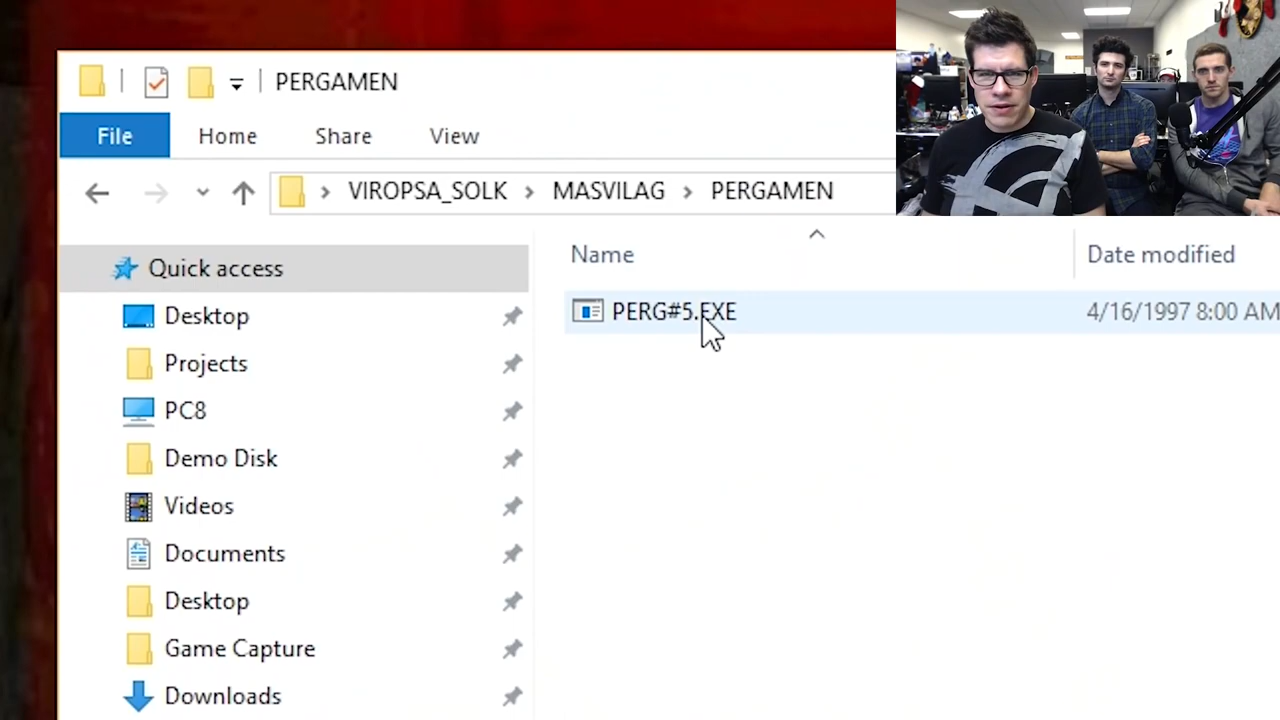 PERGAMEN
File Home Share View
VIROPSA_SOLK > MASVILAG > PERGAMEN
Name Date modified
Quick access
PERG#5.EXE 4/16/1997 8:00 AM
Desktop
Projects
PC8
Demo Disk
Videos
Documents
Desktop
Game Capture
Downloads